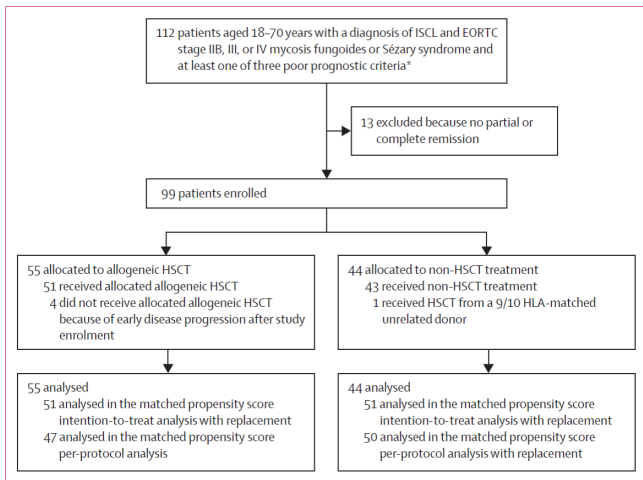 112 patients aged 18–70 years with a diagnosis of ISCL and EORTC
stage IIB, III, or IV mycosis fungoides or Sézary syndrome and
at least one of three poor prognostic criteria*
13 excluded because no partial or
complete remission
99 patients enrolled
55 allocated to allogeneic HSCT
51 received allocated allogeneic HSCT
4 did not receive allocated allogeneic HSCT
because of early disease progression after study
enrolment
44 allocated to non-HSCT treatment
43 received non-HSCT treatment
1 received HSCT from a 9/10 HLA-matched
unrelated donor
55 analysed
51 analysed in the matched propensity score
intention-to-treat analysis with replacement
47 analysed in the matched propensity score
per-protocol analysis
44 analysed
51 analysed in the matched propensity score
intention-to-treat analysis with replacement
50 analysed in the matched propensity score
per-protocol analysis with replacement